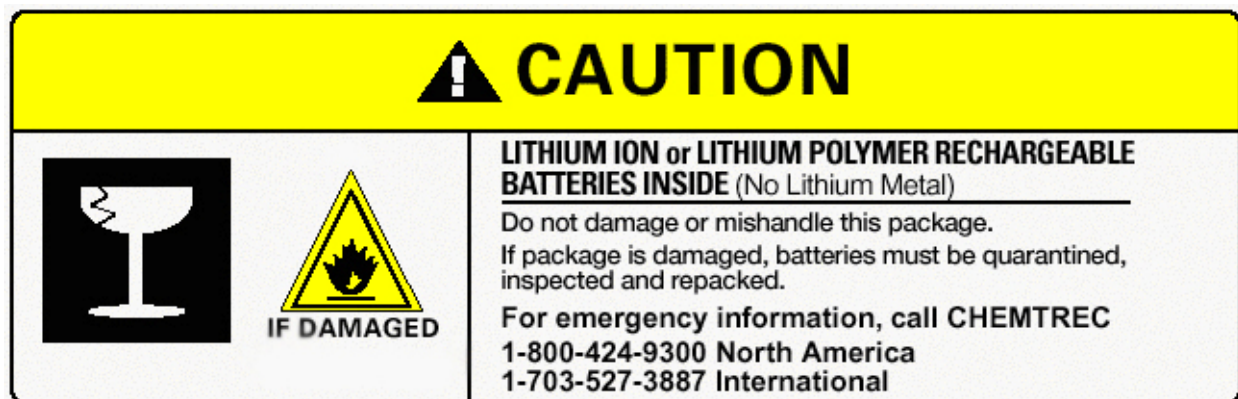 CAUTION
IF DAMAGED
LITHIUM ION or LITHIUM POLYMER RECHARGEABLE
BATTERIES INSIDE (No Lithium Metal)
Do not damage or mishandle this package.
If package is damaged, batteries must be quarantined,
inspected and repacked.
For emergency information, call CHEMTREC
1-800-424-9300 North America
1-703-527-3887 International